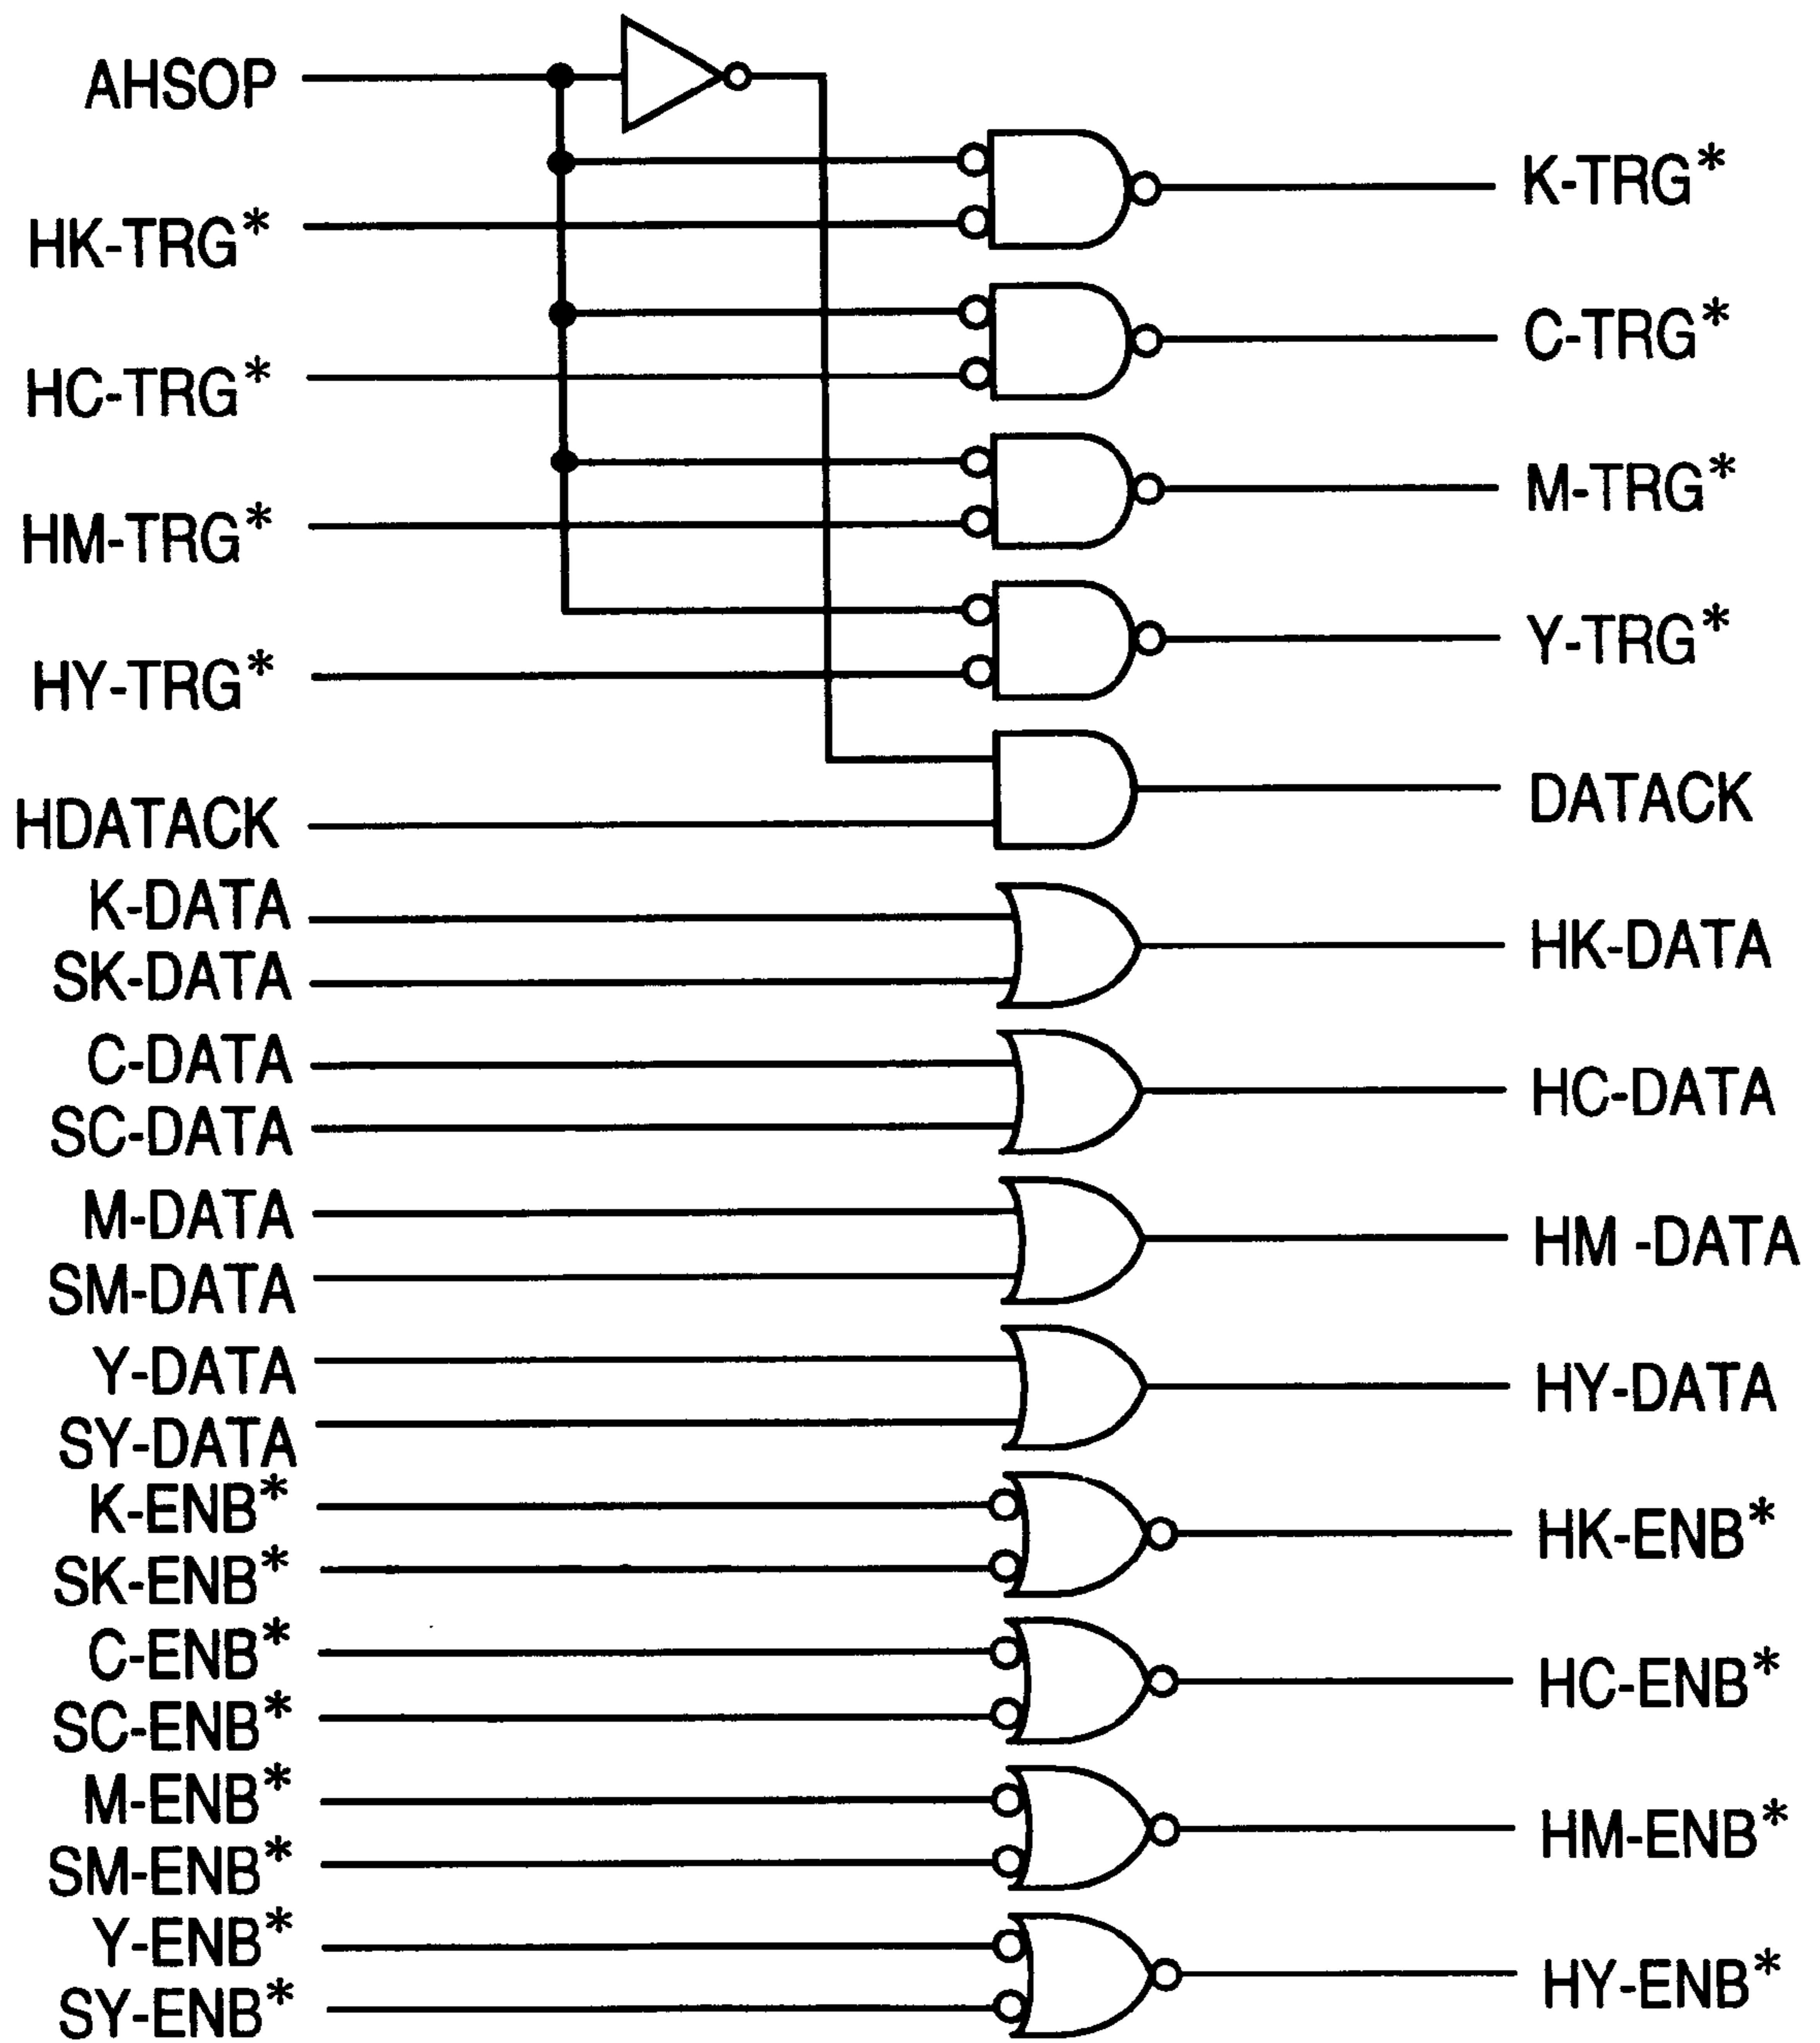 AHSOP
HK-TRG*
HC-TRG*
HM-TRG*
HY-TRG*
HDATACK
K-DATA
SK-DATA
C-DATA
SC-DATA
M-DATA
SM-DATA
Y-DATA
SY-DATA
K-ENB*
SK-ENB*
C-ENB*
SC-ENB*
M-ENB*
SM-ENB*
Y-ENB*
SY-ENB*
K-TRG*
C-TRG*
M-TRG*
Y-TRG*
DATACK
HK-DATA
HC-DATA
HM -DATA
HY-DATA
HK-ENB*
HC-ENB*
HM-ENB*
HY-ENB*